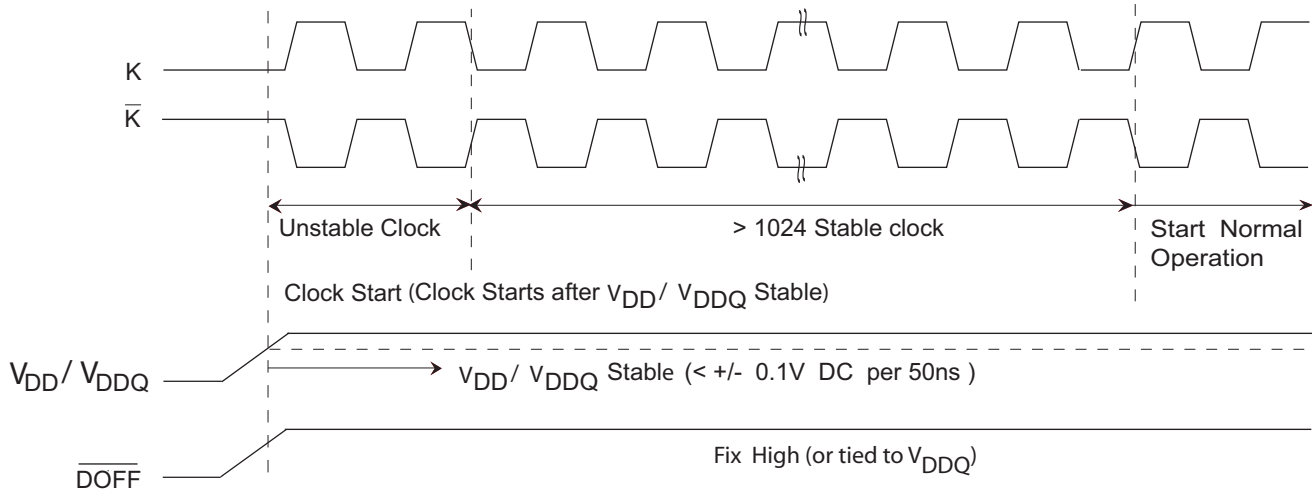 K
K̅
Unstable Clock
> 1024 Stable clock
Start Normal
Operation
Clock Start (Clock Starts after VDD/ VDDQ Stable)
VDD/ VDDQ
VDD/ VDDQ Stable (< +/- 0.1V DC per 50ns )
D̅O̅F̅F̅
Fix High (or tied to VDDQ)